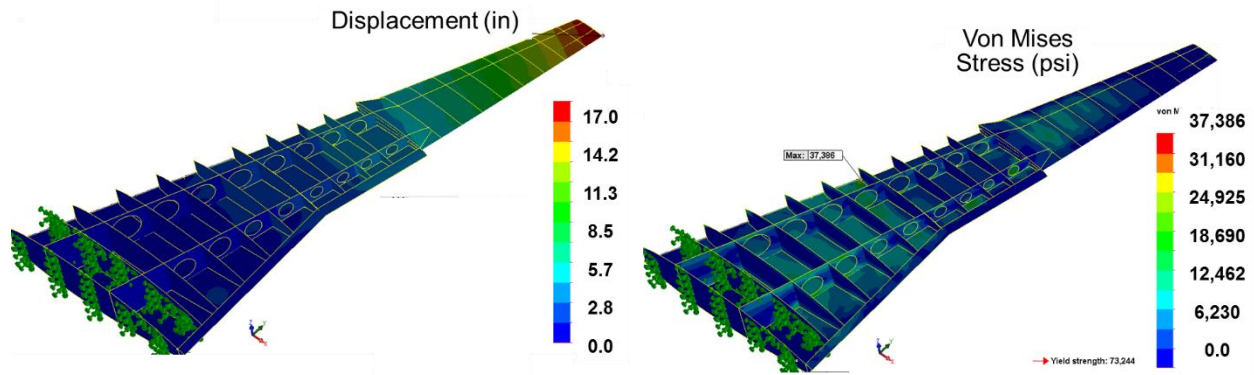 Displacement (in)
17.0
14.2
11.3
8.5
5.7
2.8
0.0
Von Mises
Stress (psi)
von M
37,386
31,160
24,925
18,690
12,462
6,230
0.0
Max: 37,386
Yield strength: 73,244